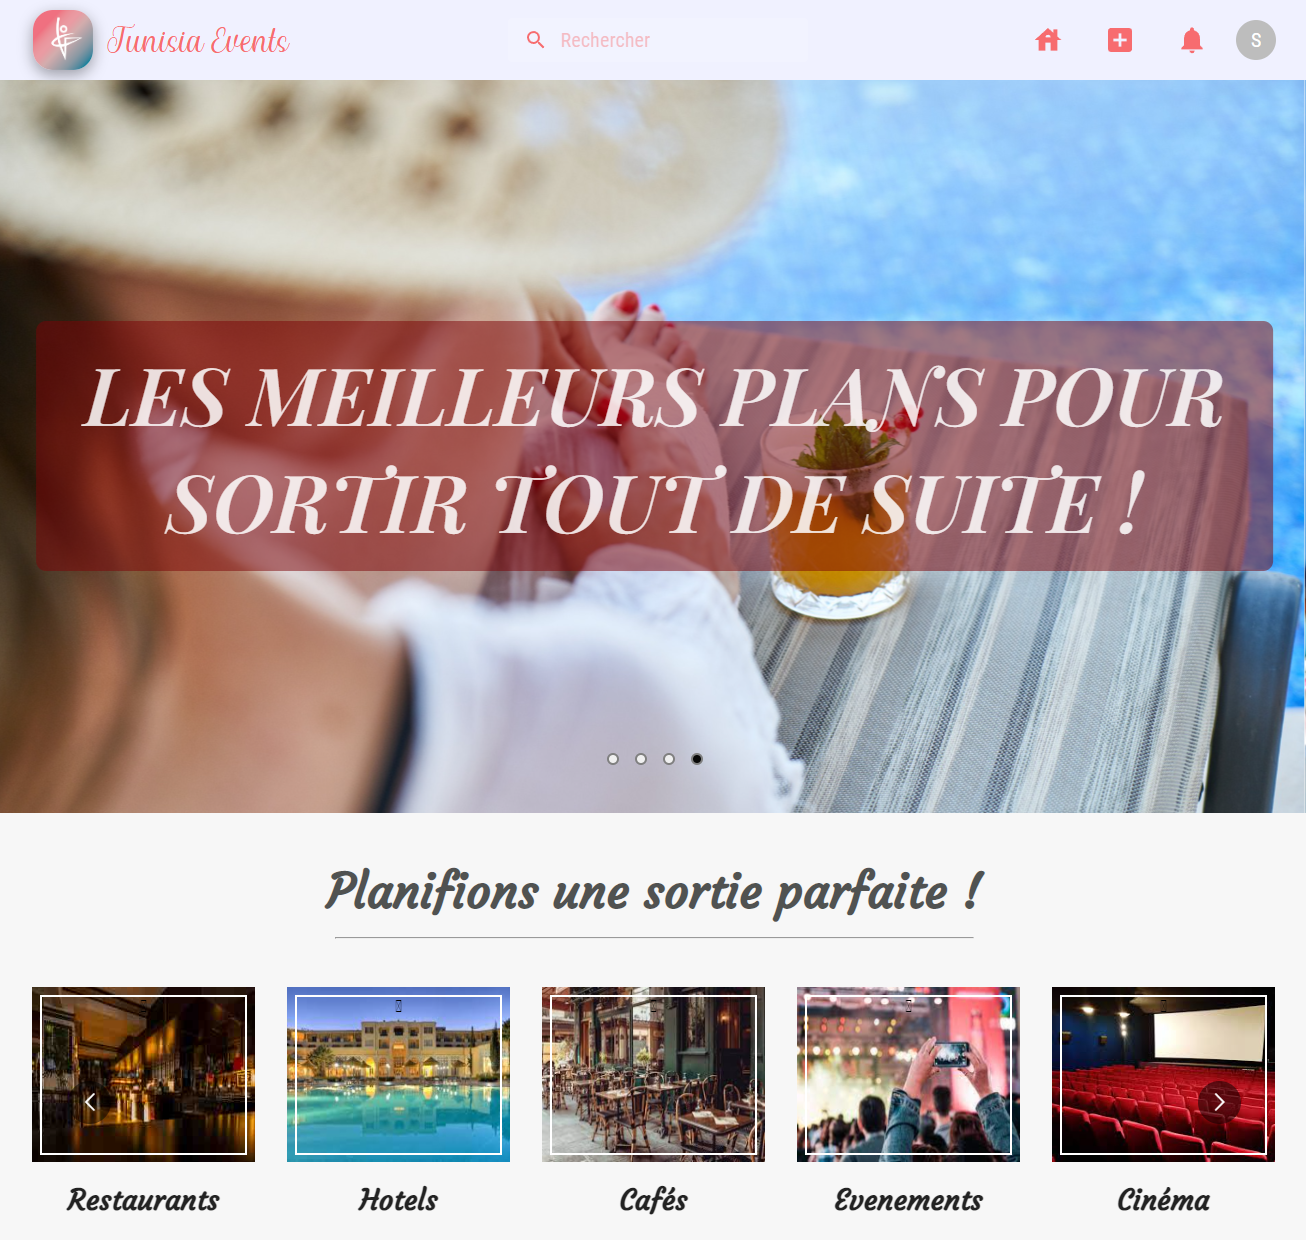 Tunisia Events
Rechercher
S
LES MEILLEURS PLANS POUR
SORTIR TOUT DE SUITE !
Planifions une sortie parfaite !
Restaurants
Hotels
Cafés
Evenements
Cinéma